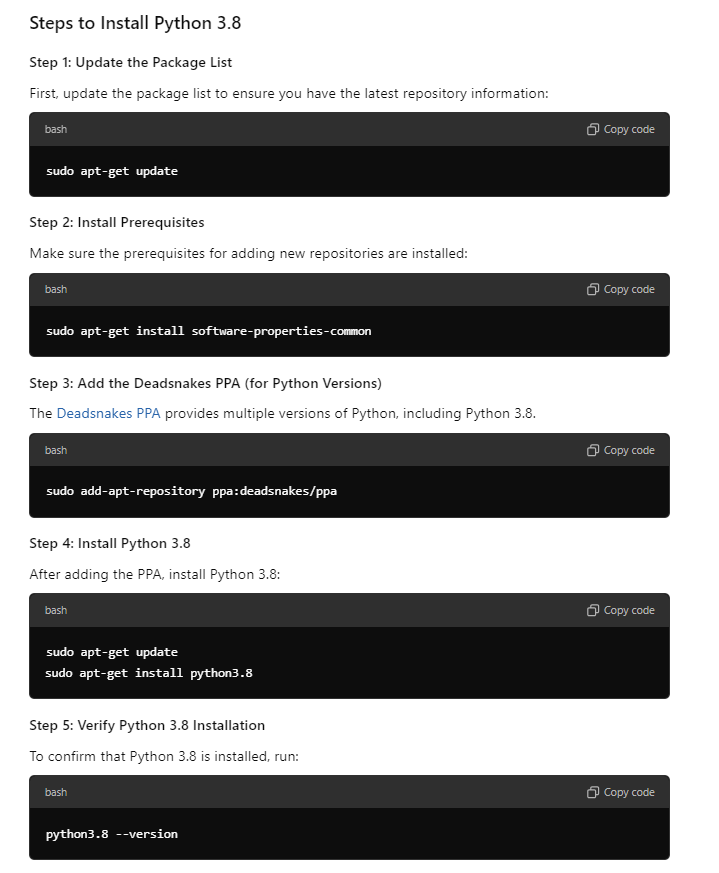 Steps to Install Python 3.8
Step 1: Update the Package List
First, update the package list to ensure you have the latest repository information:
bash Copy code
sudo apt-get update
Step 2: Install Prerequisites
Make sure the prerequisites for adding new repositories are installed:
bash Copy code
sudo apt-get install software-properties-common
Step 3: Add the Deadsnakes PPA (for Python Versions)
The Deadsnakes PPA provides multiple versions of Python, including Python 3.8.
bash Copy code
sudo add-apt-repository ppa:deadsnakes/ppa
Step 4: Install Python 3.8
After adding the PPA, install Python 3.8:
bash Copy code
sudo apt-get update
sudo apt-get install python3.8
Step 5: Verify Python 3.8 Installation
To confirm that Python 3.8 is installed, run:
bash Copy code
python3.8 --version